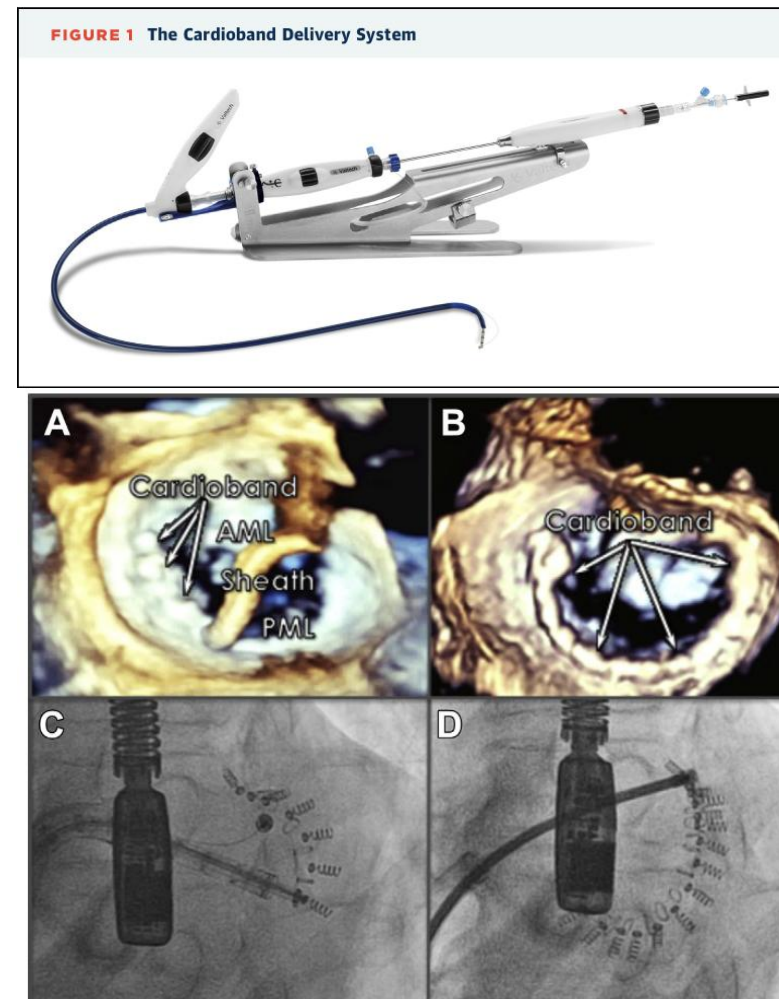 FIGURE 1 The Cardioband Delivery System
A
Cardioband
AML
Sheath
PML
B
Cardioband
C
D